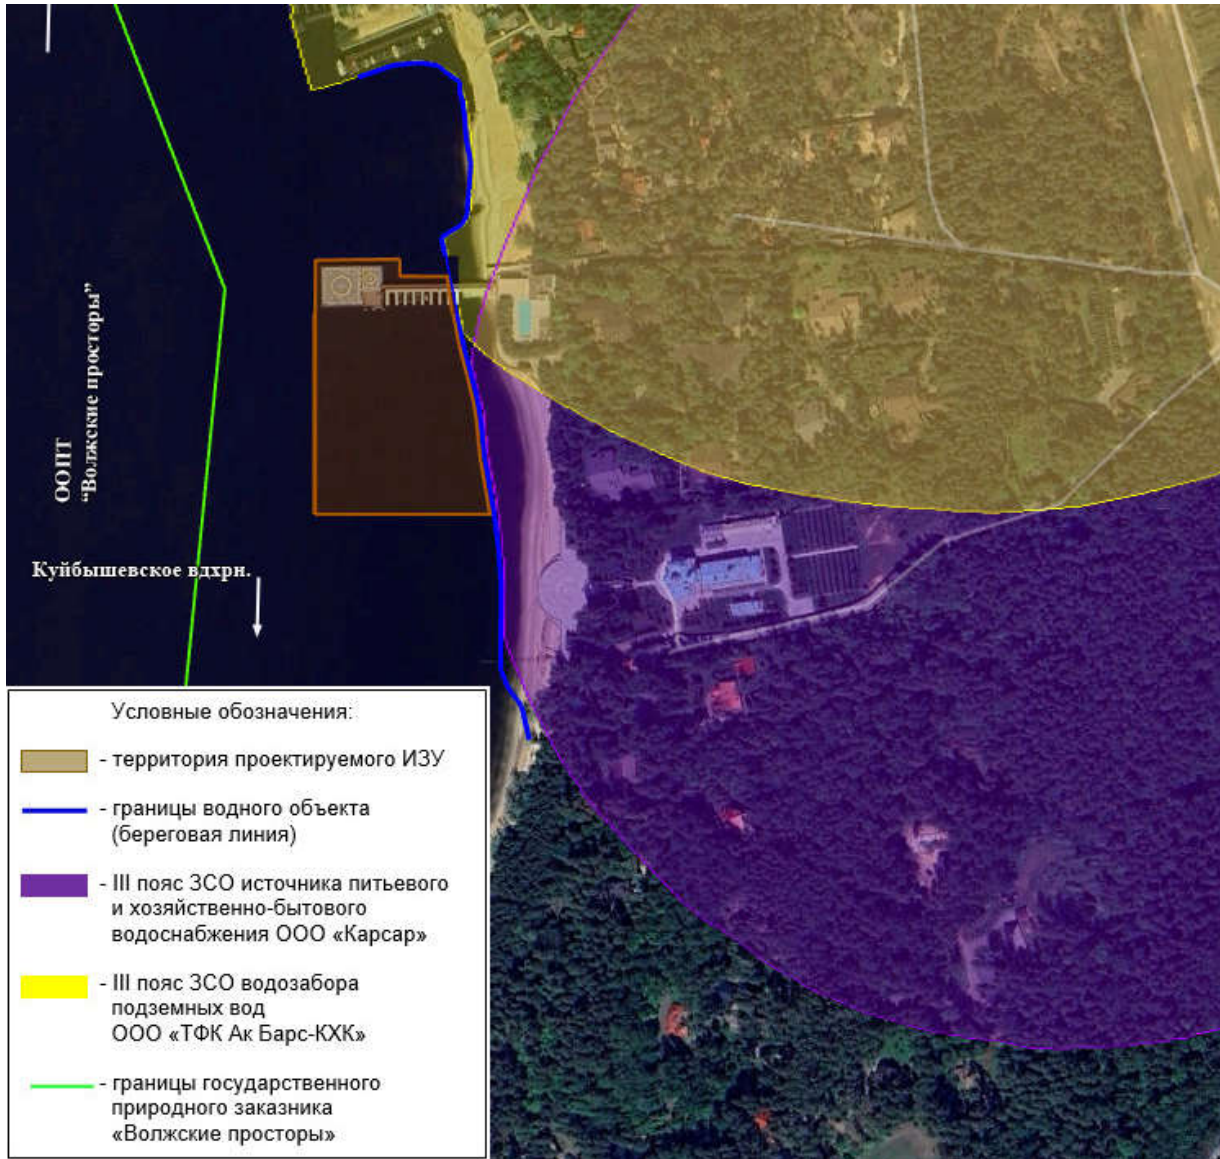 ООПТ
“Волжские просторы”
Куйбышевское вдхрн.
Условные обозначения:
- территория проектируемого ИЗУ
- границы водного объекта
(береговая линия)
- III пояс ЗСО источника питьевого
и хозяйственно-бытового
водоснабжения ООО «Карсар»
- III пояс ЗСО водозабора
подземных вод
ООО «ТФК Ак Барс-КХК»
- границы государственного
природного заказника
«Волжские просторы»